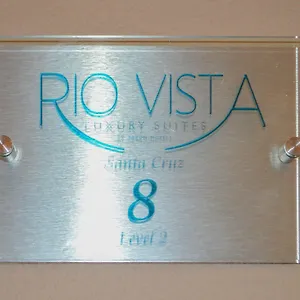 RIO VISTA
LUXURY SUITES
Santa Cruz
8
Level 2